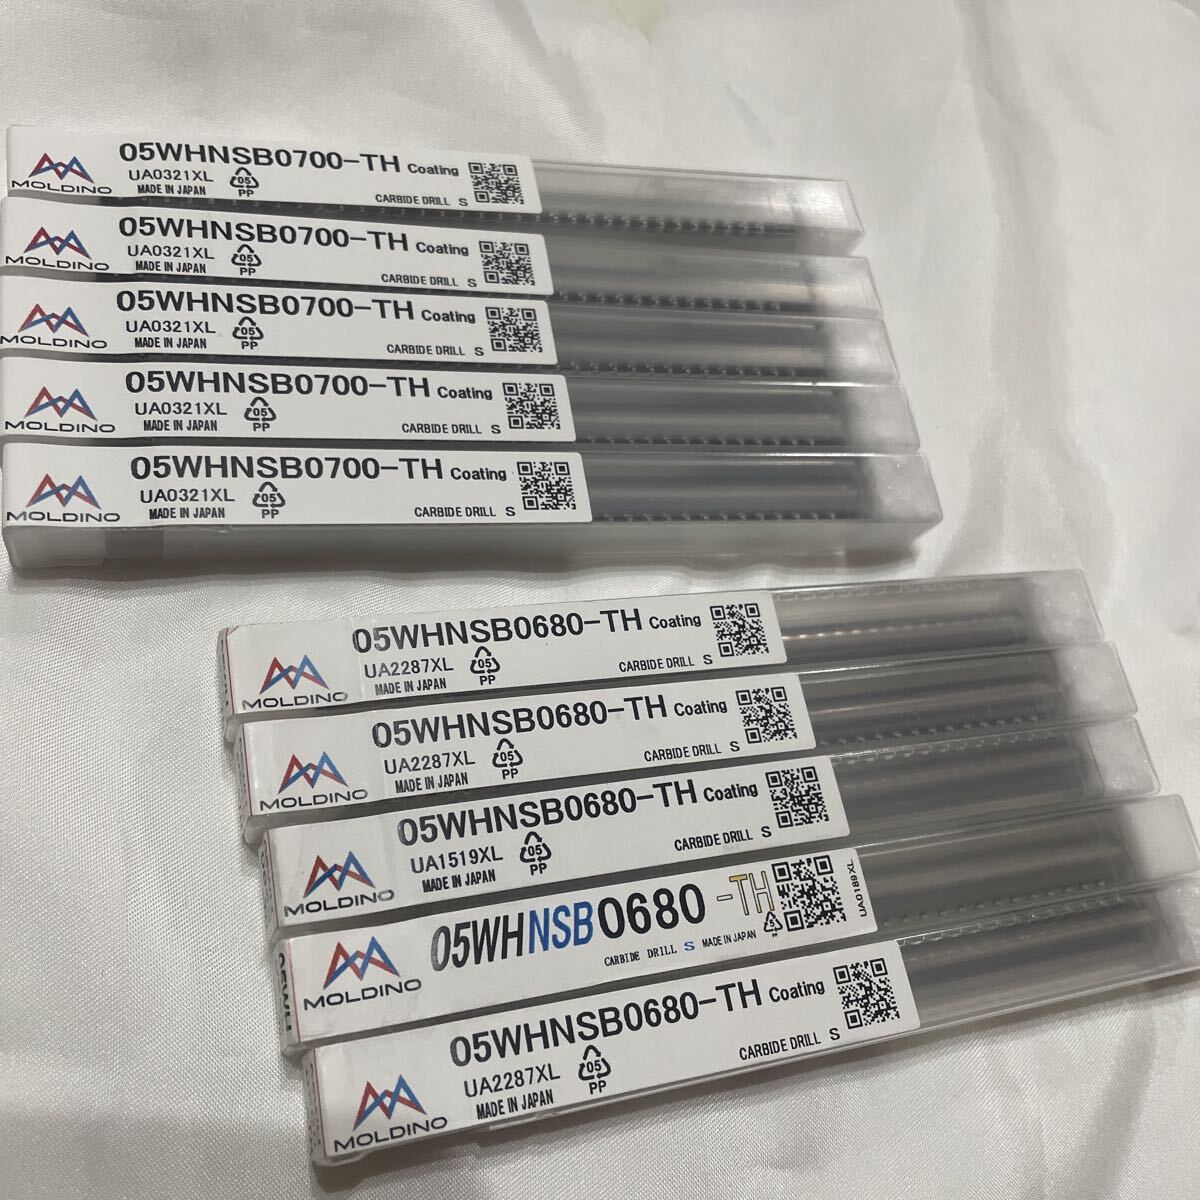 05WHNSB0700-TH Coating
UA0321XL 05
MOLDINO MADE IN JAPAN PP CARBIDE DRILL S
05WHNSB0700-TH Coating
UA0321XL 05
MOLDINO MADE IN JAPAN PP CARBIDE DRILL S
05WHNSB0700-TH Coating
UA0321XL 05
MOLDINO MADE IN JAPAN PP CARBIDE DRILL S
05WHNSB0700-TH Coating
UA0321XL 05
MOLDINO MADE IN JAPAN PP CARBIDE DRILL S
05WHNSB0700-TH Coating
UA0321XL 05
MOLDINO MADE IN JAPAN PP CARBIDE DRILL S
05WHNSB0680-TH Coating
UA2287XL 05
MOLDINO MADE IN JAPAN PP CARBIDE DRILL S
05WHNSB0680-TH Coating
UA2287XL 05
MOLDINO MADE IN JAPAN PP CARBIDE DRILL S
05WHNSB0680-TH Coating
UA1519XL 05
MOLDINO MADE IN JAPAN PP CARBIDE DRILL S
05WHNSB0680-TH
MOLDINO CARBIDE DRILL S MADE IN JAPAN
UA0189XL
05WHNSB0680-TH Coating
UA2287XL 05
MOLDINO MADE IN JAPAN PP CARBIDE DRILL S